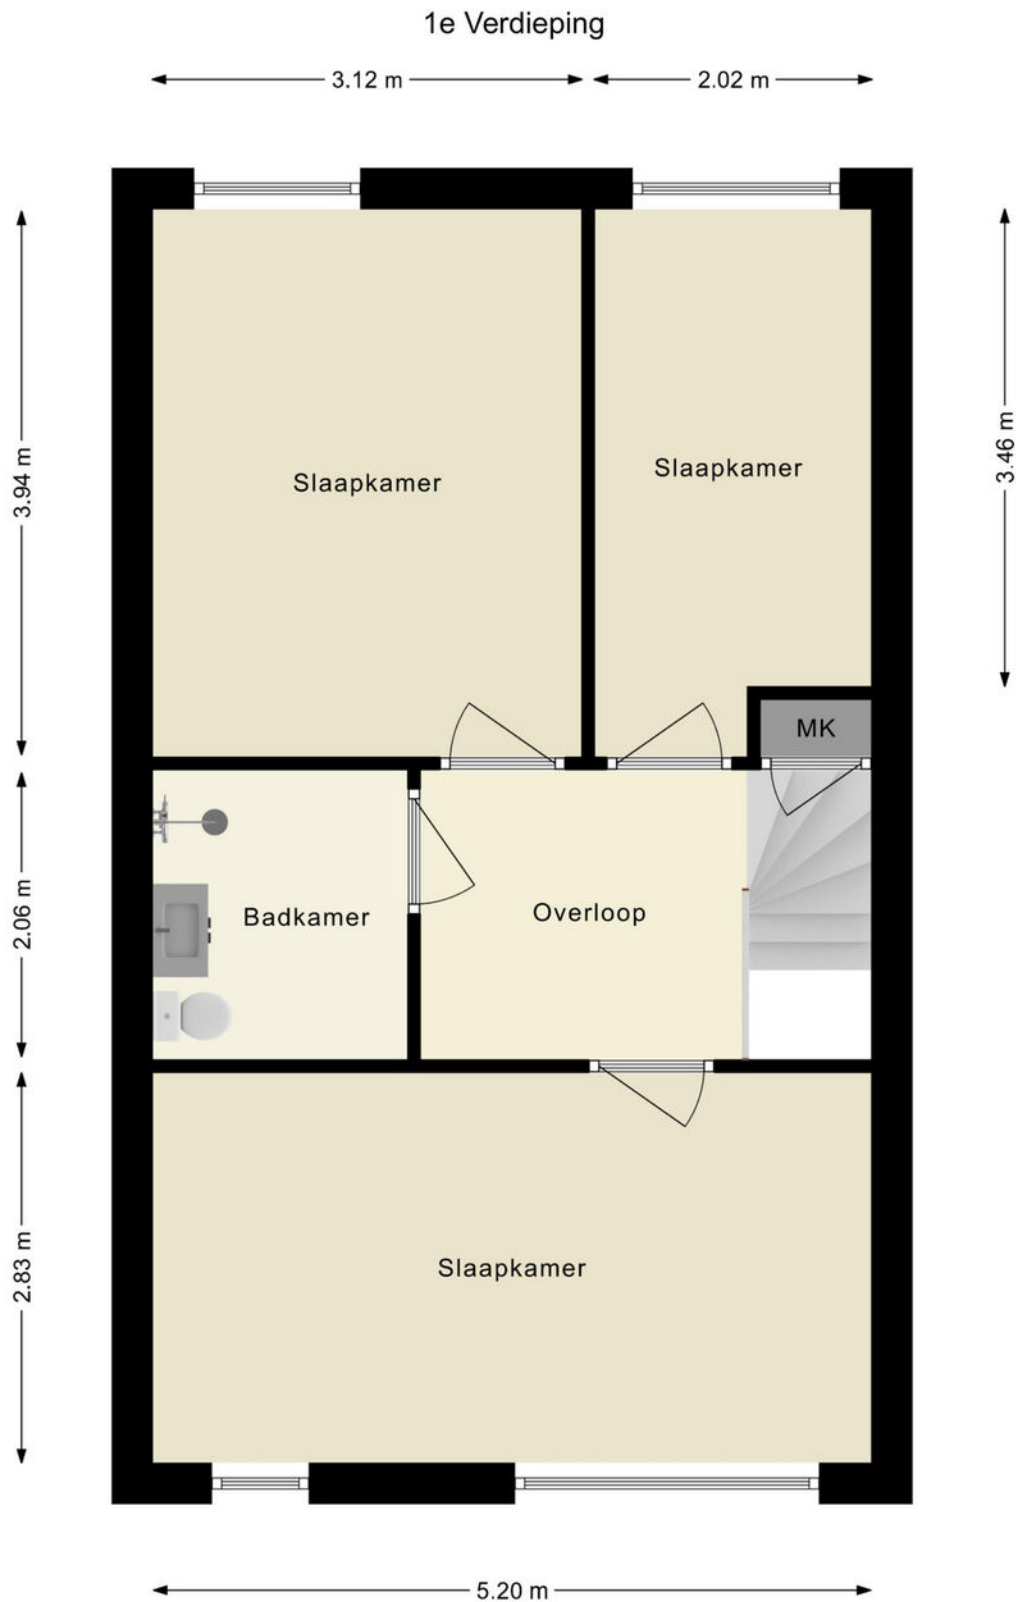 1e Verdieping
3.12 m
2.02 m
3.94 m
3.46 m
Slaapkamer
Slaapkamer
MK
2.06 m
Badkamer
Overloop
2.83 m
Slaapkamer
5.20 m